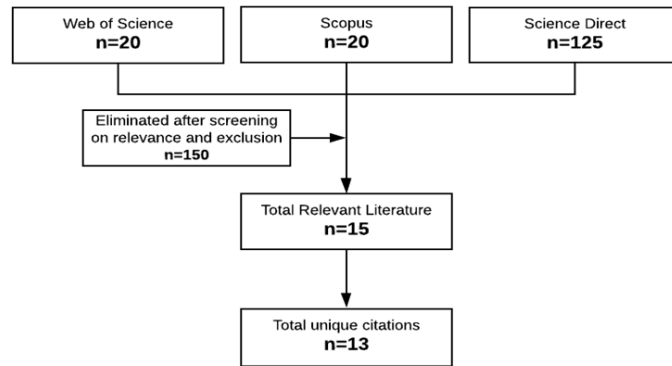 Web of Science
n=20
Scopus
n=20
Science Direct
n=125
Eliminated after screening
on relevance and exclusion
n=150
Total Relevant Literature
n=15
Total unique citations
n=13